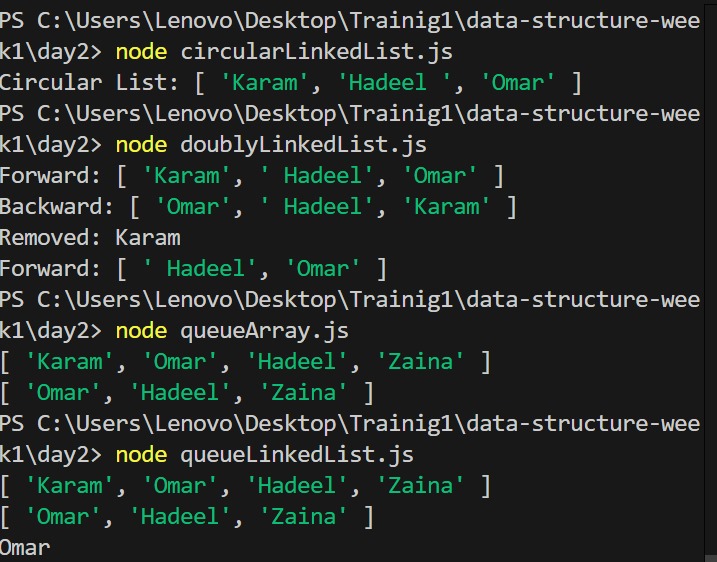 PS C:\Users\Lenovo\Desktop\Trainig1\data-structure-wee
k1\day2> node circularLinkedList.js
Circular List: [ 'Karam', 'Hadeel ', 'Omar' ]
PS C:\Users\Lenovo\Desktop\Trainig1\data-structure-wee
k1\day2> node doublyLinkedList.js
Forward: [ 'Karam', ' Hadeel', 'Omar' ]
Backward: [ 'Omar', ' Hadeel', 'Karam' ]
Removed: Karam
Forward: [ ' Hadeel', 'Omar' ]
PS C:\Users\Lenovo\Desktop\Trainig1\data-structure-wee
k1\day2> node queueArray.js
[ 'Karam', 'Omar', 'Hadeel', 'Zaina' ]
[ 'Omar', 'Hadeel', 'Zaina' ]
PS C:\Users\Lenovo\Desktop\Trainig1\data-structure-wee
k1\day2> node queueLinkedList.js
[ 'Karam', 'Omar', 'Hadeel', 'Zaina' ]
[ 'Omar', 'Hadeel', 'Zaina' ]
Omar